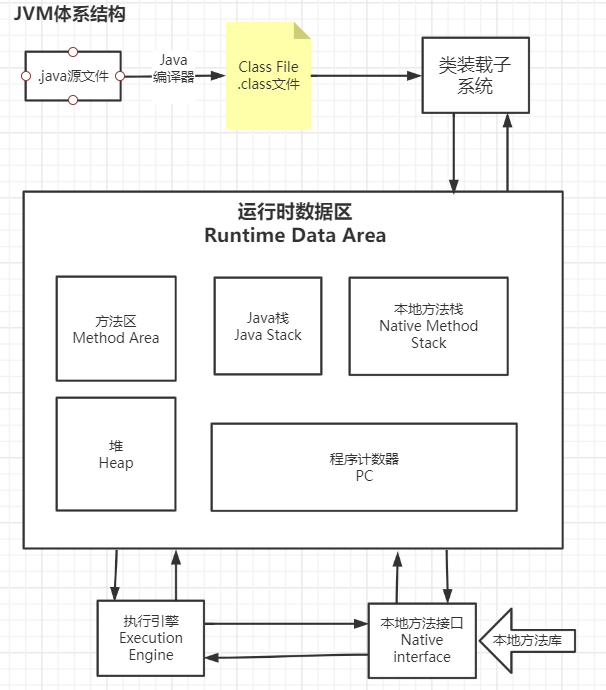 JVM体系结构
.java源文件
Java
编译器
Class File
.class文件
类装载子
系统
运行时数据区
Runtime Data Area
方法区
Method Area
Java栈
Java Stack
本地方法栈
Native Method
Stack
堆
Heap
程序计数器
PC
执行引擎
Execution
Engine
本地方法接口
Native
interface
本地方法库